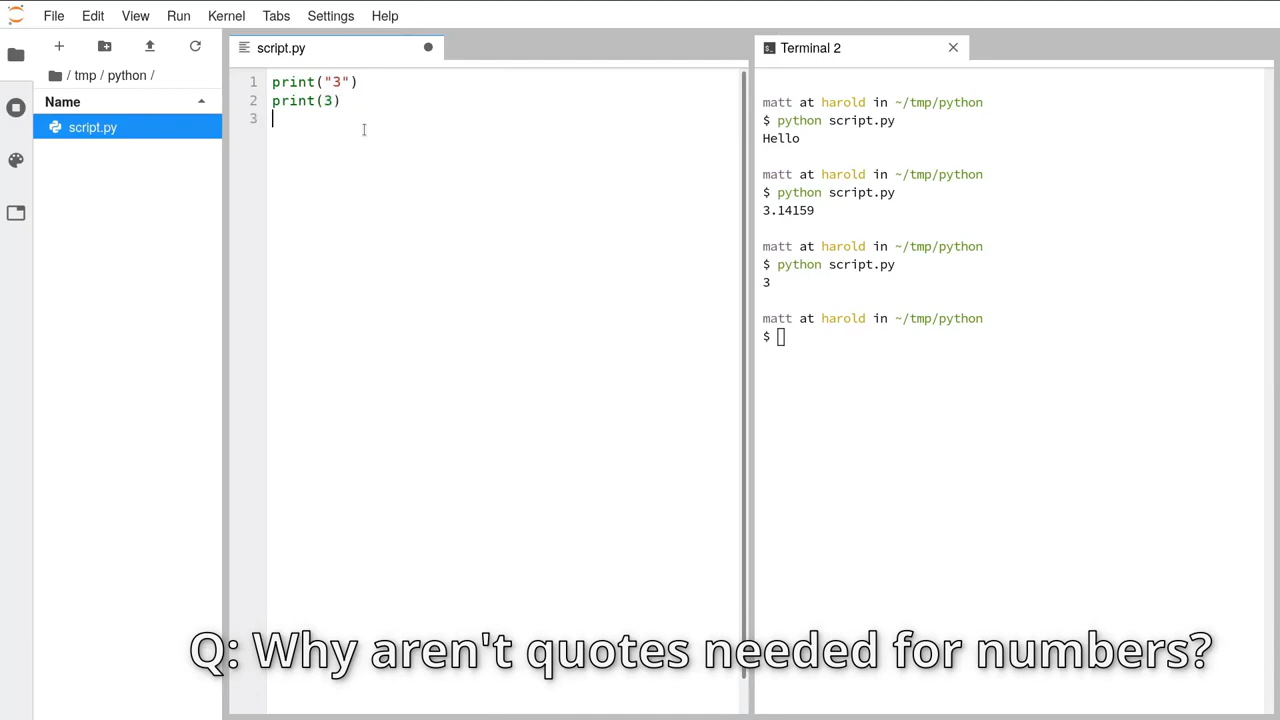 File Edit View Run Kernel Tabs Settings Help
/ tmp / python /
Name
script.py
script.py
1 print("3")
2 print(3)
3
Terminal 2
matt at harold in ~/tmp/python
$ python script.py
Hello
matt at harold in ~/tmp/python
$ python script.py
3.14159
matt at harold in ~/tmp/python
$ python script.py
3
matt at harold in ~/tmp/python
$
Q: Why aren't quotes needed for numbers?